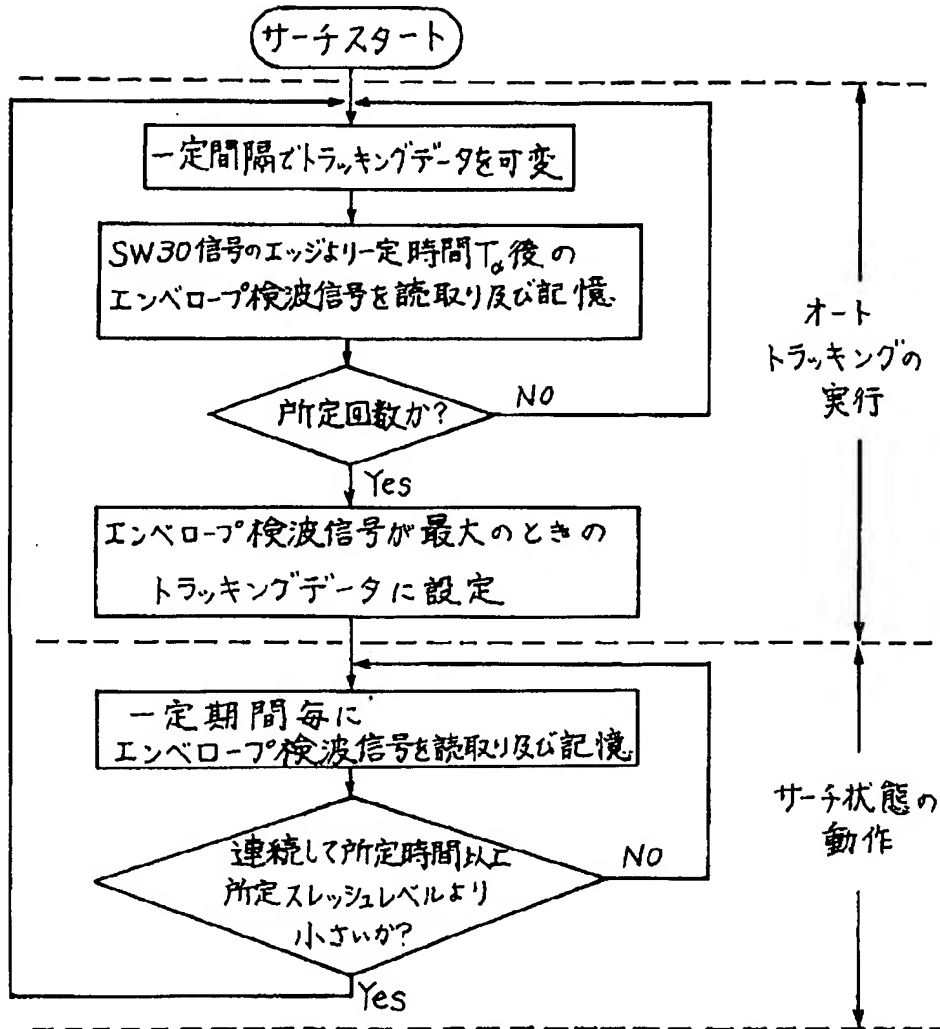 サーチスタート
一定間隔でトラッキングデータを可変
SW30信号のエッジより一定時間Tα後の
エンベロープ検波信号を読取り及び記憶
所定回数か?
NO
Yes
エンベロープ検波信号が最大のときの
トラッキングデータに設定
オート
トラッキングの
実行
一定期間毎に
エンベロープ検波信号を読取り及び記憶
連続して所定時間以上
所定スレッシュレベルより
小さいか?
NO
Yes
サーチ状態の
動作